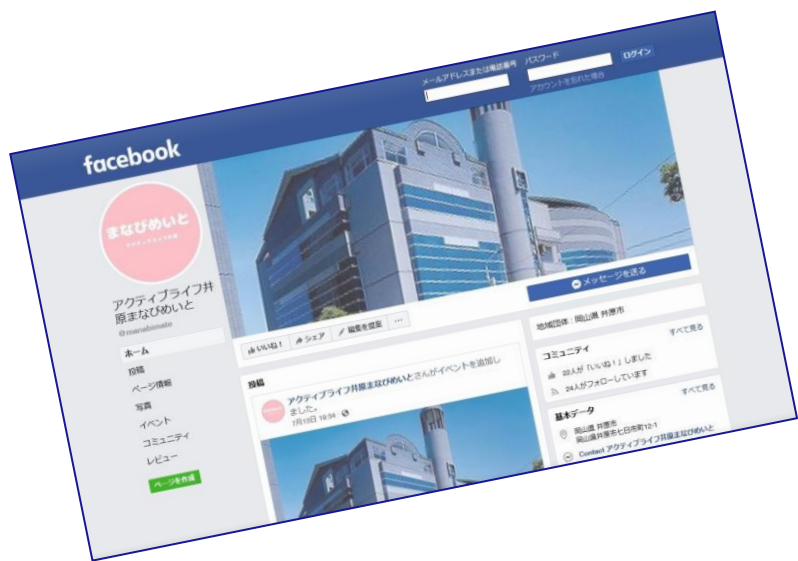 メールアドレスまたは電話番号
パスワード
ログイン
アカウントを忘れた場合
facebook
まなびめいと
アクティブライフ井原
アクティブライフ井
原まなびめいと
@manabimate
ホーム
投稿
ページ情報
写真
イベント
コミュニティ
レビュー
ページを作成
いいね！
シェア
編集を提案
...
メッセージを送る
投稿
アクティブライフ井原まなびめいとさんがイベントを追加し
ました。
7月13日 19:34
地域団体: 岡山県 井原市
コミュニティ
すべて見る
22人が「いいね！」しました
24人がフォローしています
基本データ
すべて見る
岡山県 井原市
岡山県井原市七日市町12-1
Contact アクティブライフ井原まなびめいと